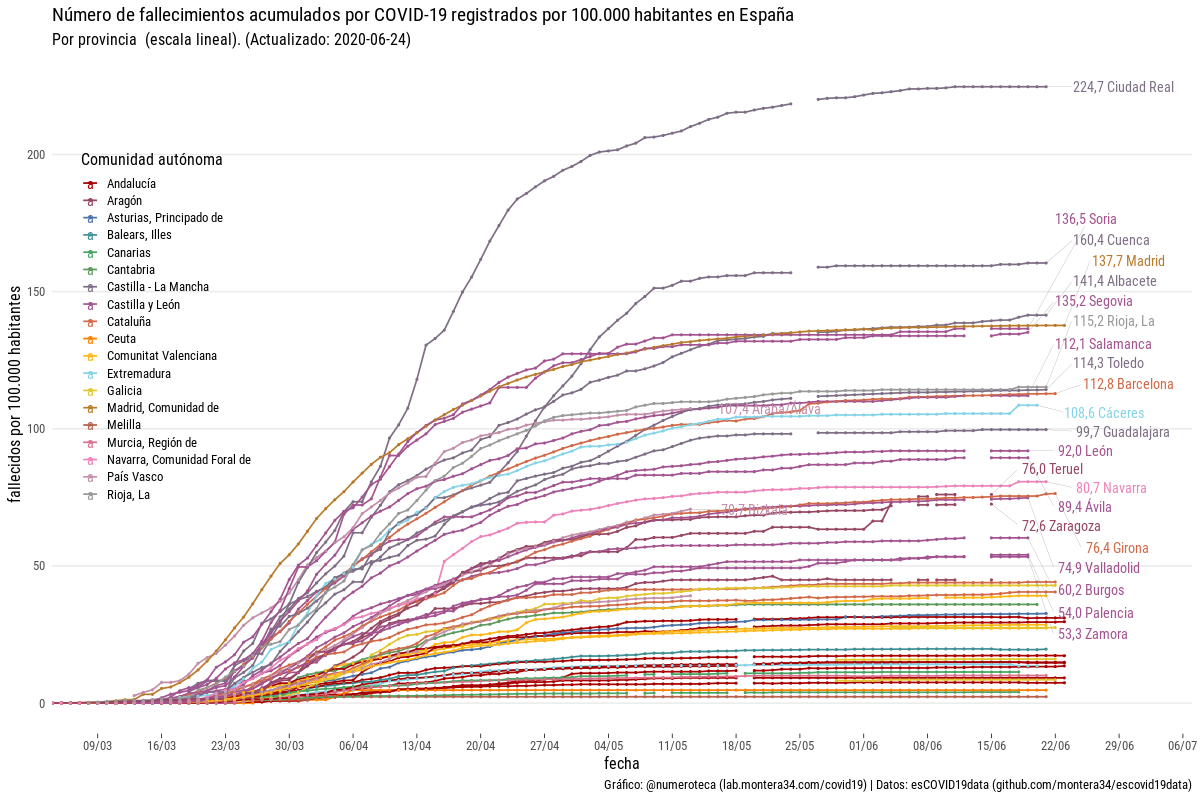 Número de fallecimientos acumulados por COVID-19 registrados por 100.000 habitantes en España
Por provincia (escala lineal). (Actualizado: 2020-06-24)
224,7 Ciudad Real
200
Comunidad autónoma
Andalucía
Aragón
Asturias, Principado de
Balears, Illes
Canarias
Cantabria
Castilla - La Mancha
Castilla y León
Cataluña
Ceuta
Comunitat Valenciana
Extremadura
Galicia
Madrid, Comunidad de
Melilla
Murcia, Región de
Navarra, Comunidad Foral de
País Vasco
Rioja, La
136,5 Soria
160,4 Cuenca
137,7 Madrid
141,4 Albacete
150
135,2 Segovia
115,2 Rioja, La
112,1 Salamanca
114,3 Toledo
112,8 Barcelona
107,4 Araba/Álava
108,6 Cáceres
100
99,7 Guadalajara
92,0 León
76,0 Teruel
80,7 Navarra
89,4 Ávila
72,6 Zaragoza
76,4 Girona
50
74,9 Valladolid
60,2 Burgos
54,0 Palencia
53,3 Zamora
0
fallecidos por 100.000 habitantes
09/03 16/03 23/03 30/03 06/04 13/04 20/04 27/04 04/05 11/05 18/05 25/05 01/06 08/06 15/06 22/06 29/06 06/07
fecha
Gráfico: @numeroteca (lab.montera34.com/covid19) | Datos: esCOVID19data (github.com/montera34/escovid19data)